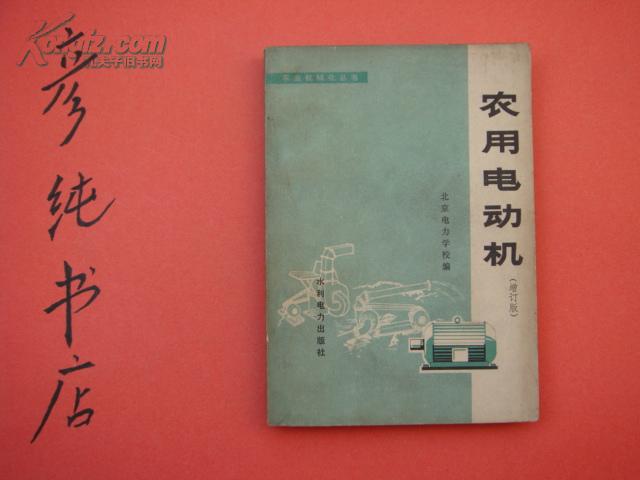 Kongfz.com
孔夫子旧书网
彦纯书店
农业机械化丛书
农用电动机
(增订版)
北京电力学校编
水利电力出版社